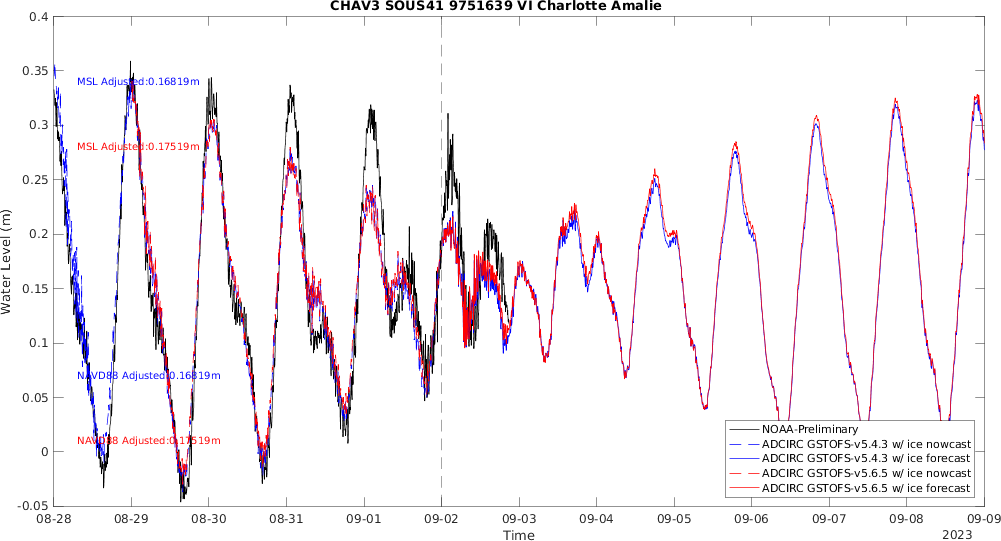 CHAV3 SOUS41 9751639 VI Charlotte Amalie
Water Level (m)
0.4
0.35
0.3
0.25
0.2
0.15
0.1
0.05
0
-0.05
MSL Adjusted:0.16819m
MSL Adjusted:0.17519m
NAVD88 Adjusted:0.16819m
NAVD88 Adjusted:0.17519m
NOAA-Preliminary
ADCIRC GSTOFS-v5.4.3 w/ ice nowcast
ADCIRC GSTOFS-v5.4.3 w/ ice forecast
ADCIRC GSTOFS-v5.6.5 w/ ice nowcast
ADCIRC GSTOFS-v5.6.5 w/ ice forecast
08-28 08-29 08-30 08-31 09-01 09-02 09-03 09-04 09-05 09-06 09-07 09-08 09-09
Time
2023